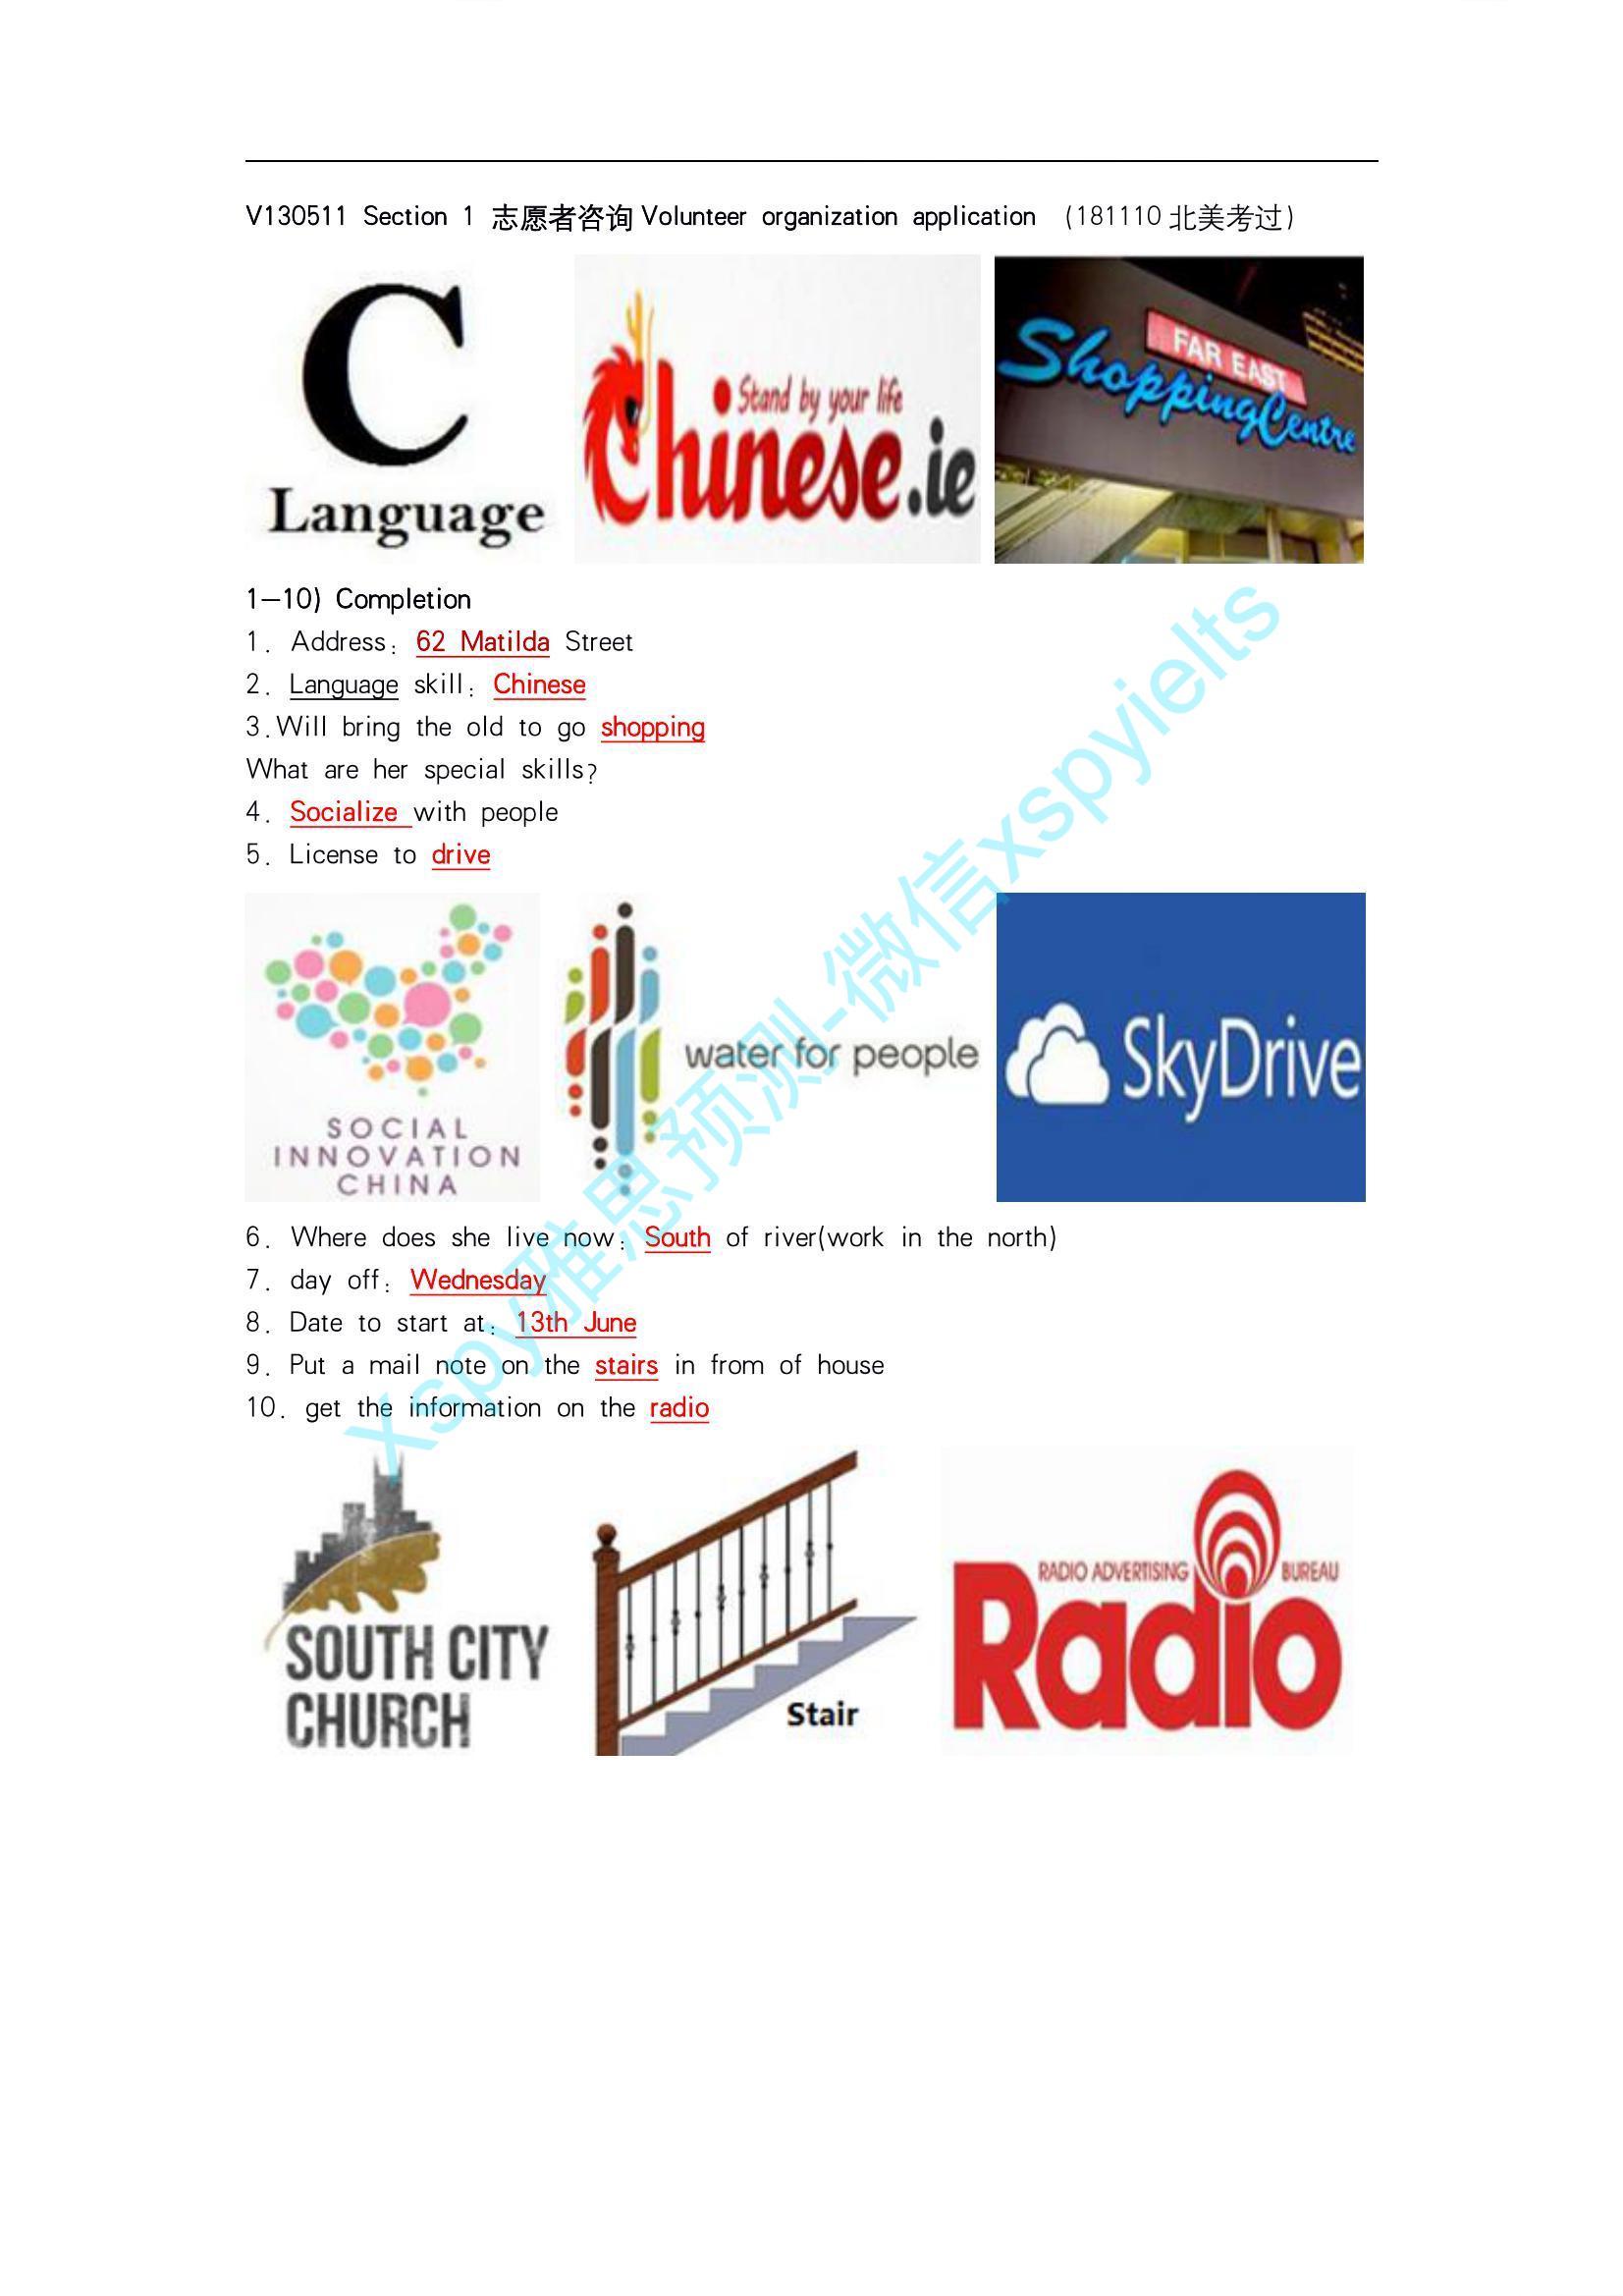 V130511 Section 1 志愿者咨询 Volunteer organization application (181110 北美考过)
C
Language
Stand by your life
Chinese.ie
FAR EAST
Shopping Centre
1-10) Completion
1. Address: 62 Matilda Street
2. Language skill: Chinese
3.Will bring the old to go shopping
What are her special skills?
4. Socialize with people
5. License to drive
SOCIAL
INNOVATION
CHINA
water for people
SkyDrive
6. Where does she live now: South of river(work in the north)
7. day off: Wednesday
8. Date to start at: 13th June
9. Put a mail note on the stairs in from of house
10. get the information on the radio
SOUTH CITY
CHURCH
Stair
RADIO ADVERTISING BUREAU
Radio
Xspy雅思预测-微信xspyielts